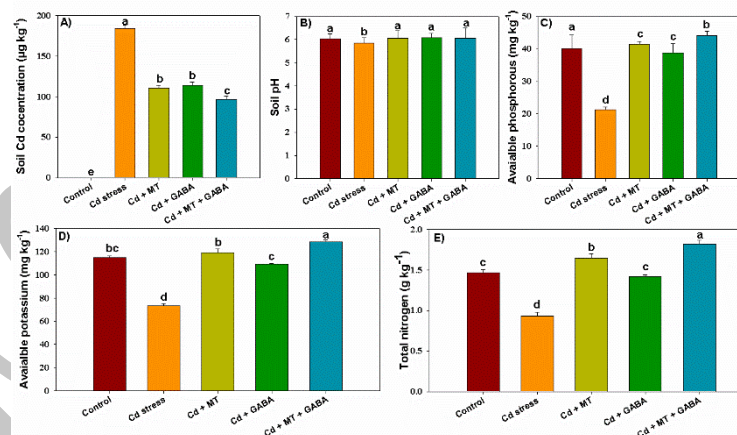 A)
Soil Cd cocentration (µg kg⁻¹)
200
150
100
50
0
e
a
b
b
c
Control
Cd stress
Cd + MT
Cd + GABA
Cd + MT + GABA
B)
Soil pH
7
6
5
4
3
2
1
0
a
b
a
a
a
Control
Cd stress
Cd + MT
Cd + GABA
Cd + MT + GABA
C)
Avaialble phosphorous (mg kg⁻¹)
50
40
30
20
10
0
a
d
c
c
b
Control
Cd stress
Cd + MT
Cd + GABA
Cd + MT + GABA
D)
Avaialble potassium (mg kg⁻¹)
140
120
100
80
60
40
20
0
bc
d
b
c
a
Control
Cd stress
Cd + MT
Cd + GABA
Cd + MT + GABA
E)
Total nitrogen (g kg⁻¹)
2.0
1.5
1.0
0.5
0.0
c
d
b
c
a
Control
Cd stress
Cd + MT
Cd + GABA
Cd + MT + GABA